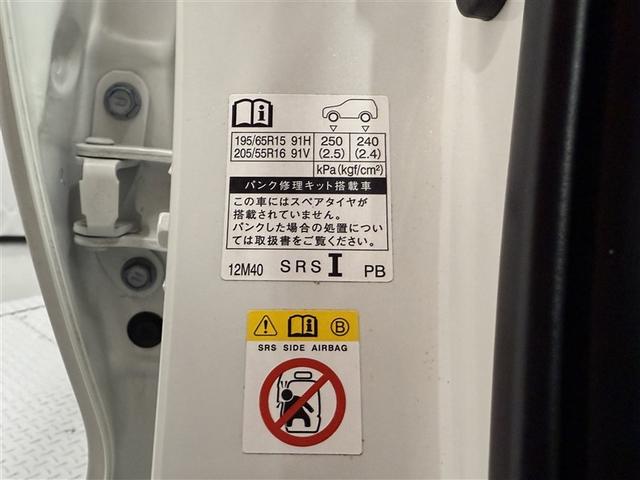 195/65R15 91H 250 240
205/55R16 91V (2.5) (2.4)
kPa(kgf/cm²)
パンク修理キット搭載車
この車にはスペアタイヤが
搭載されていません。
パンクした場合の処置につい
ては取扱書をご覧ください。
12M40 SRS I PB
B
SRS SIDE AIRBAG